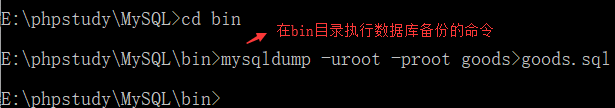 E:\phpstudy\MySQL>cd bin
在bin目录执行数据库备份的命令
E:\phpstudy\MySQL\bin>mysqldump -uroot -proot goods>goods.sql
E:\phpstudy\MySQL\bin>